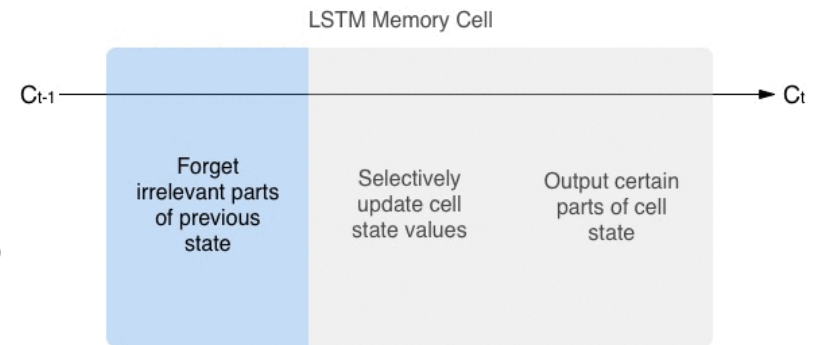 LSTM Memory Cell
Ct-1
Ct
Forget
irrelevant parts
of previous
state
Selectively
update cell
state values
Output certain
parts of cell
state